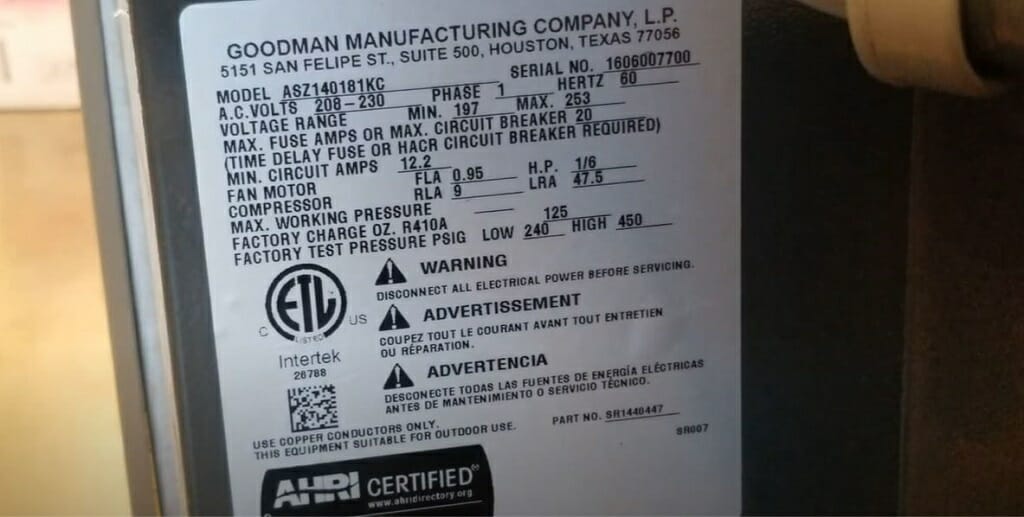 GOODMAN MANUFACTURING COMPANY, L.P.
5151 SAN FELIPE ST., SUITE 500, HOUSTON, TEXAS 77056
MODEL ASZ140181KC SERIAL NO. 1606007700
A.C.VOLTS 208-230 PHASE 1 HERTZ 60
VOLTAGE RANGE MIN. 197 MAX. 253
MAX. FUSE AMPS OR MAX. CIRCUIT BREAKER 20
(TIME DELAY FUSE OR HACR CIRCUIT BREAKER REQUIRED)
MIN. CIRCUIT AMPS 12.2
FAN MOTOR FLA 0.95 H.P. 1/6
COMPRESSOR RLA 9 LRA 47.5
MAX. WORKING PRESSURE
FACTORY CHARGE OZ. R410A 125
FACTORY TEST PRESSURE PSIG LOW 240 HIGH 450
WARNING
DISCONNECT ALL ELECTRICAL POWER BEFORE SERVICING.
ADVERTISSEMENT
COUPEZ TOUT LE COURANT AVANT TOUT ENTRETIEN
OU RÉPARATION.
ADVERTENCIA
DESCONECTE TODAS LAS FUENTES DE ENERGÍA ELÉCTRICAS
ANTES DE MANTENIMIENTO O SERVICIO TÉCNICO.
ETL
C US
LISTED
Intertek
26788
USE COPPER CONDUCTORS ONLY.
THIS EQUIPMENT SUITABLE FOR OUTDOOR USE.
PART NO. SR1440447
SR007
AHRI CERTIFIED®
www.ahridirectory.org